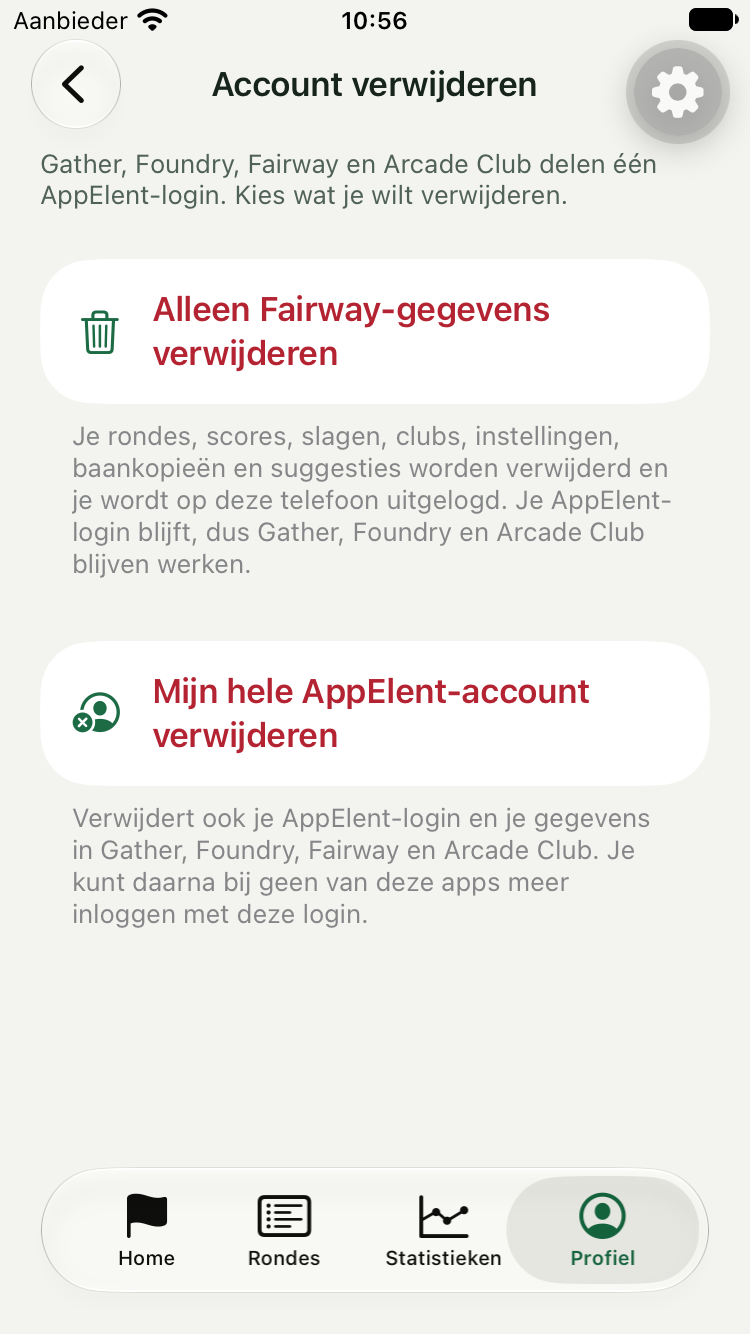 Aanbieder 10:56
Account verwijderen
Gather, Foundry, Fairway en Arcade Club delen één
AppElent-login. Kies wat je wilt verwijderen.
Alleen Fairway-gegevens
verwijderen
Je rondes, scores, slagen, clubs, instellingen,
baankopieën en suggesties worden verwijderd en
je wordt op deze telefoon uitgelogd. Je AppElent-
login blijft, dus Gather, Foundry en Arcade Club
blijven werken.
Mijn hele AppElent-account
verwijderen
Verwijdert ook je AppElent-login en je gegevens
in Gather, Foundry, Fairway en Arcade Club. Je
kunt daarna bij geen van deze apps meer
inloggen met deze login.
Home Rondes Statistieken Profiel